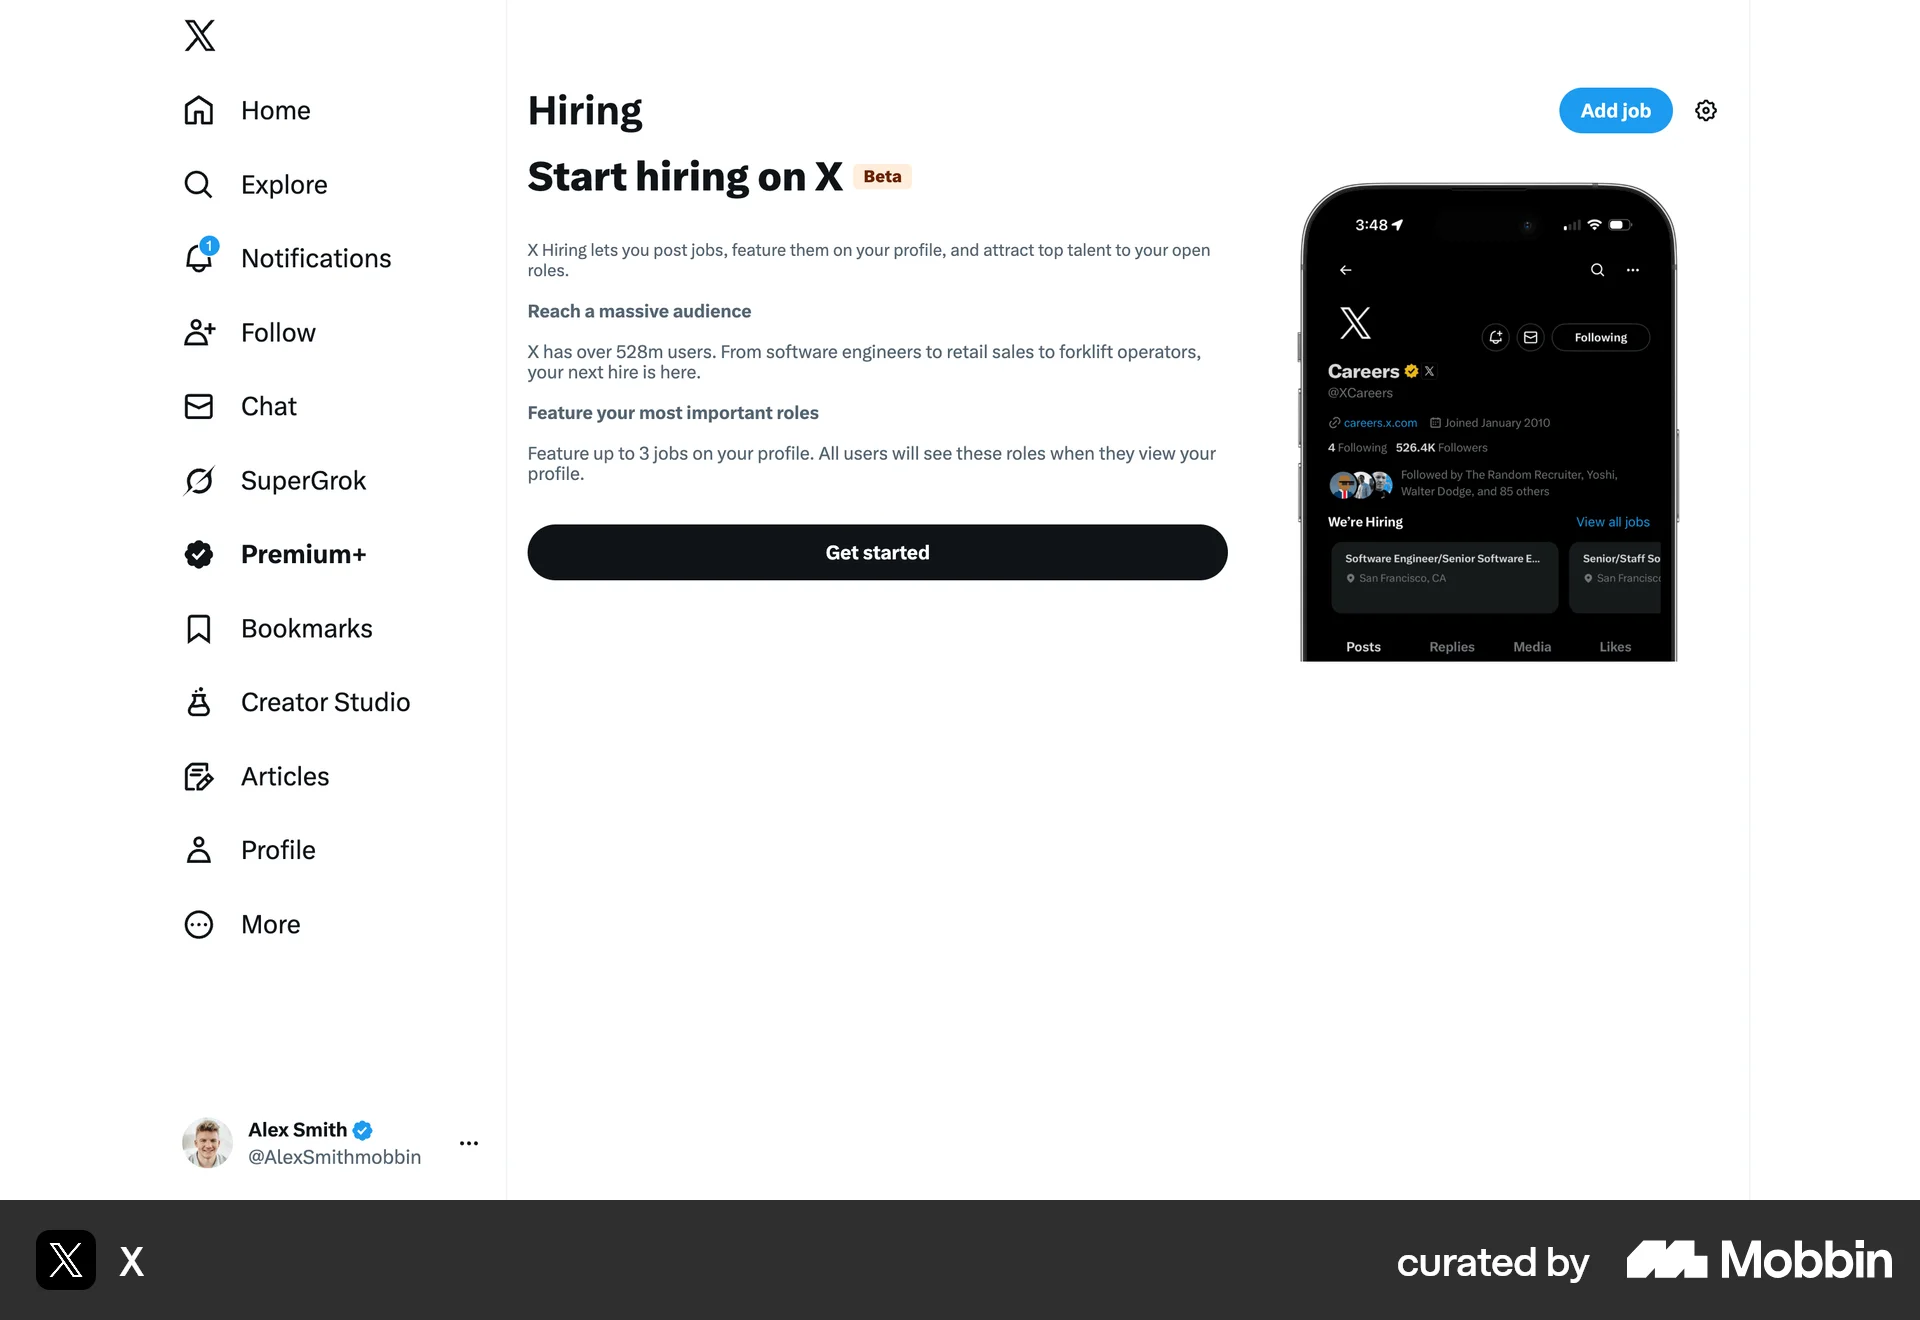 Home
Explore
1
Notifications
Follow
Chat
SuperGrok
Premium+
Bookmarks
Creator Studio
Articles
Profile
More
Alex Smith
@AlexSmithmobbin
Hiring
Add job
Start hiring on X Beta
X Hiring lets you post jobs, feature them on your profile, and attract top talent to your open
roles.
Reach a massive audience
X has over 528m users. From software engineers to retail sales to forklift operators,
your next hire is here.
Feature your most important roles
Feature up to 3 jobs on your profile. All users will see these roles when they view your
profile.
Get started
3:48
Following
Careers
@XCareers
careers.x.com Joined January 2010
4 Following 526.4K Followers
Followed by The Random Recruiter, Yoshi,
Walter Dodge, and 85 others
We're Hiring View all jobs
Software Engineer/Senior Software E...
San Francisco, CA
Senior/Staff So
San Francisc
Posts Replies Media Likes
X
curated by Mobbin